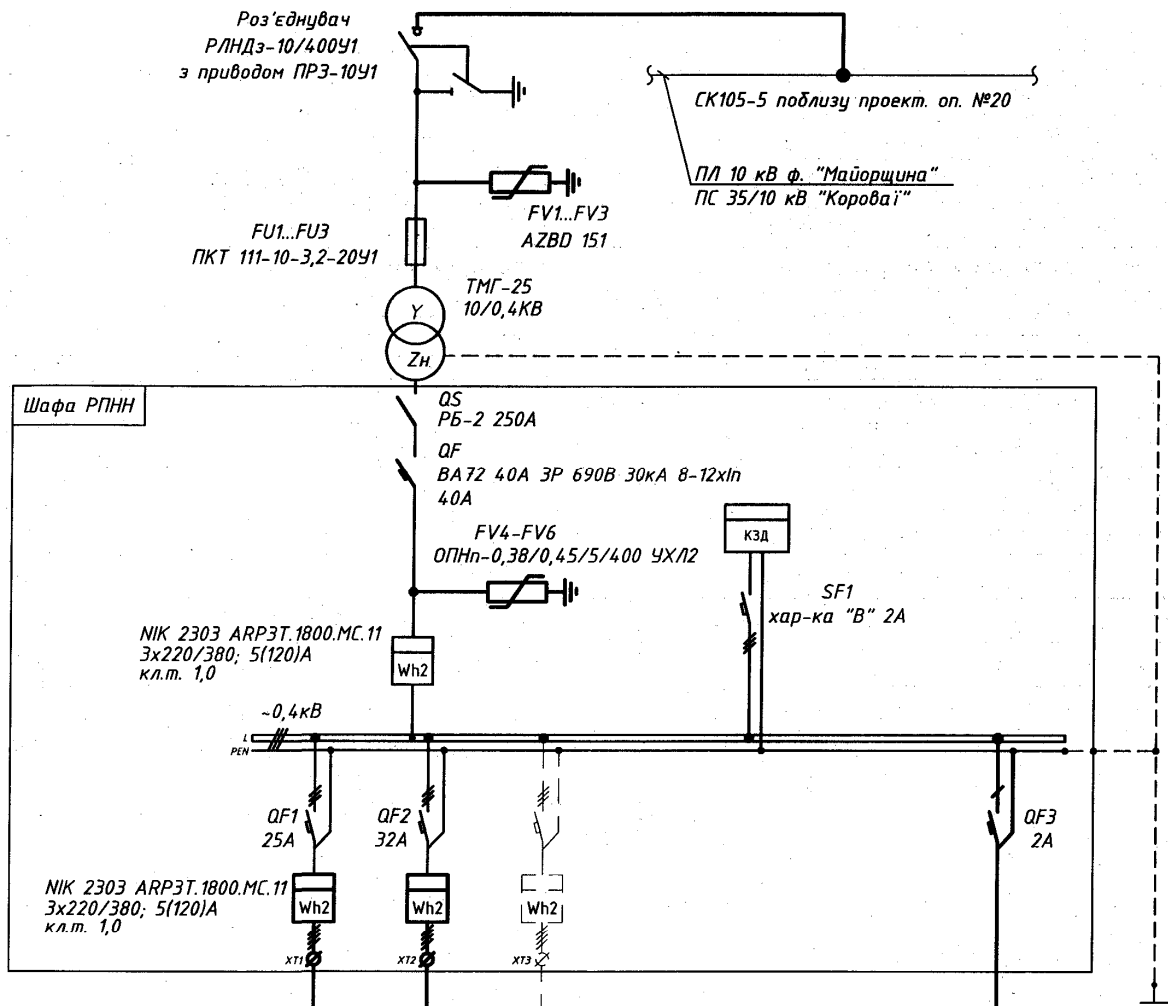 Роз'єднувач
РЛНДз-10/400У1
з приводом ПРЗ-10У1
СК105-5 поблизу проект. оп. №20
ПЛ 10 кВ ф. "Майорщина"
ПС 35/10 кВ "Короваї"
FV1...FV3
AZBD 151
FU1...FU3
ПКТ 111-10-3,2-20У1
ТМГ-25
10/0,4КВ
Y
Zн
Шафа РПНН
QS
РБ-2 250А
QF
ВА72 40А 3Р 690В 30кА 8-12хIn
40А
FV4-FV6
ОПНп-0,38/0,45/5/400 УХЛ2
КЗД
SF1
хар-ка "В" 2А
NIK 2303 ARP3T.1800.MC.11
3x220/380; 5(120)A
кл.т. 1,0
Wh2
~0,4кВ
L
PEN
QF1
25А
QF2
32А
QF3
2А
NIK 2303 ARP3T.1800.MC.11
3x220/380; 5(120)A
кл.т. 1,0
Wh2
Wh2
Wh2
XT1
XT2
XT3